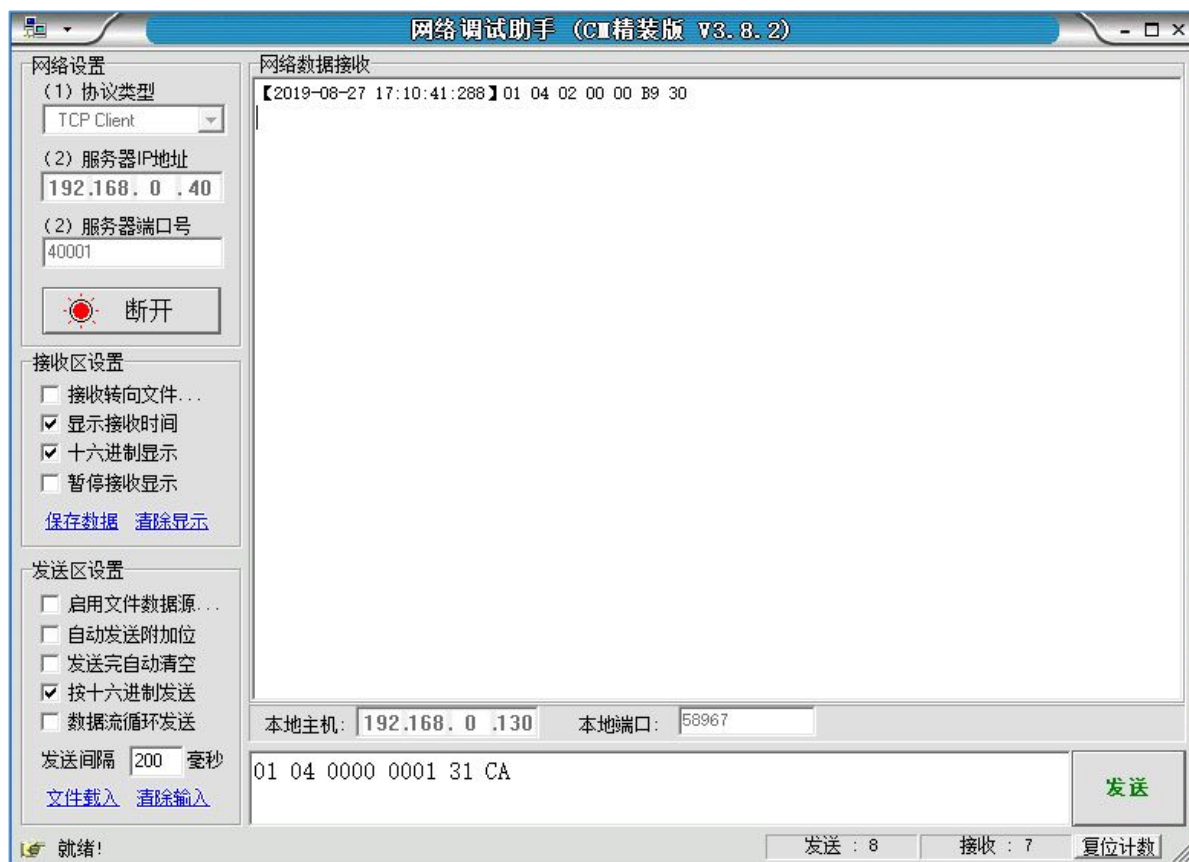 网络调试助手 (CⅢ精装版 V3.8.2)
网络设置
(1) 协议类型
TCP Client
(2) 服务器IP地址
192.168. 0 .40
(2) 服务器端口号
40001
断开
接收区设置
接收转向文件...
显示接收时间
十六进制显示
暂停接收显示
保存数据 清除显示
发送区设置
启用文件数据源...
自动发送附加位
发送完自动清空
按十六进制发送
数据流循环发送
发送间隔 200 毫秒
文件载入 清除输入
网络数据接收
【2019-08-27 17:10:41:288】01 04 02 00 00 B9 30
本地主机: 192.168. 0 .130 本地端口: 58967
01 04 0000 0001 31 CA
发送
就绪!
发送 : 8 接收 : 7 复位计数